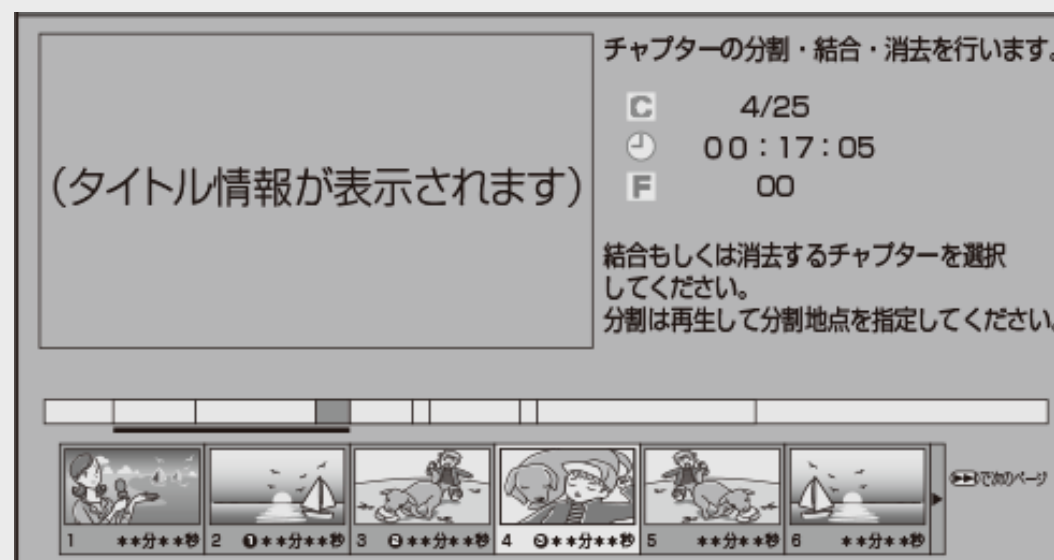 チャプターの分割・結合・消去を行います。
C 4/25
00:17:05
F 00
(タイトル情報が表示されます)
結合もしくは消去するチャプターを選択
してください。
分割は再生して分割地点を指定してください。
1 **分**秒 2 ❶**分**秒 3 ❷**分**秒 4 ❸**分**秒 5 **分**秒 6 **分**秒
で次のページ